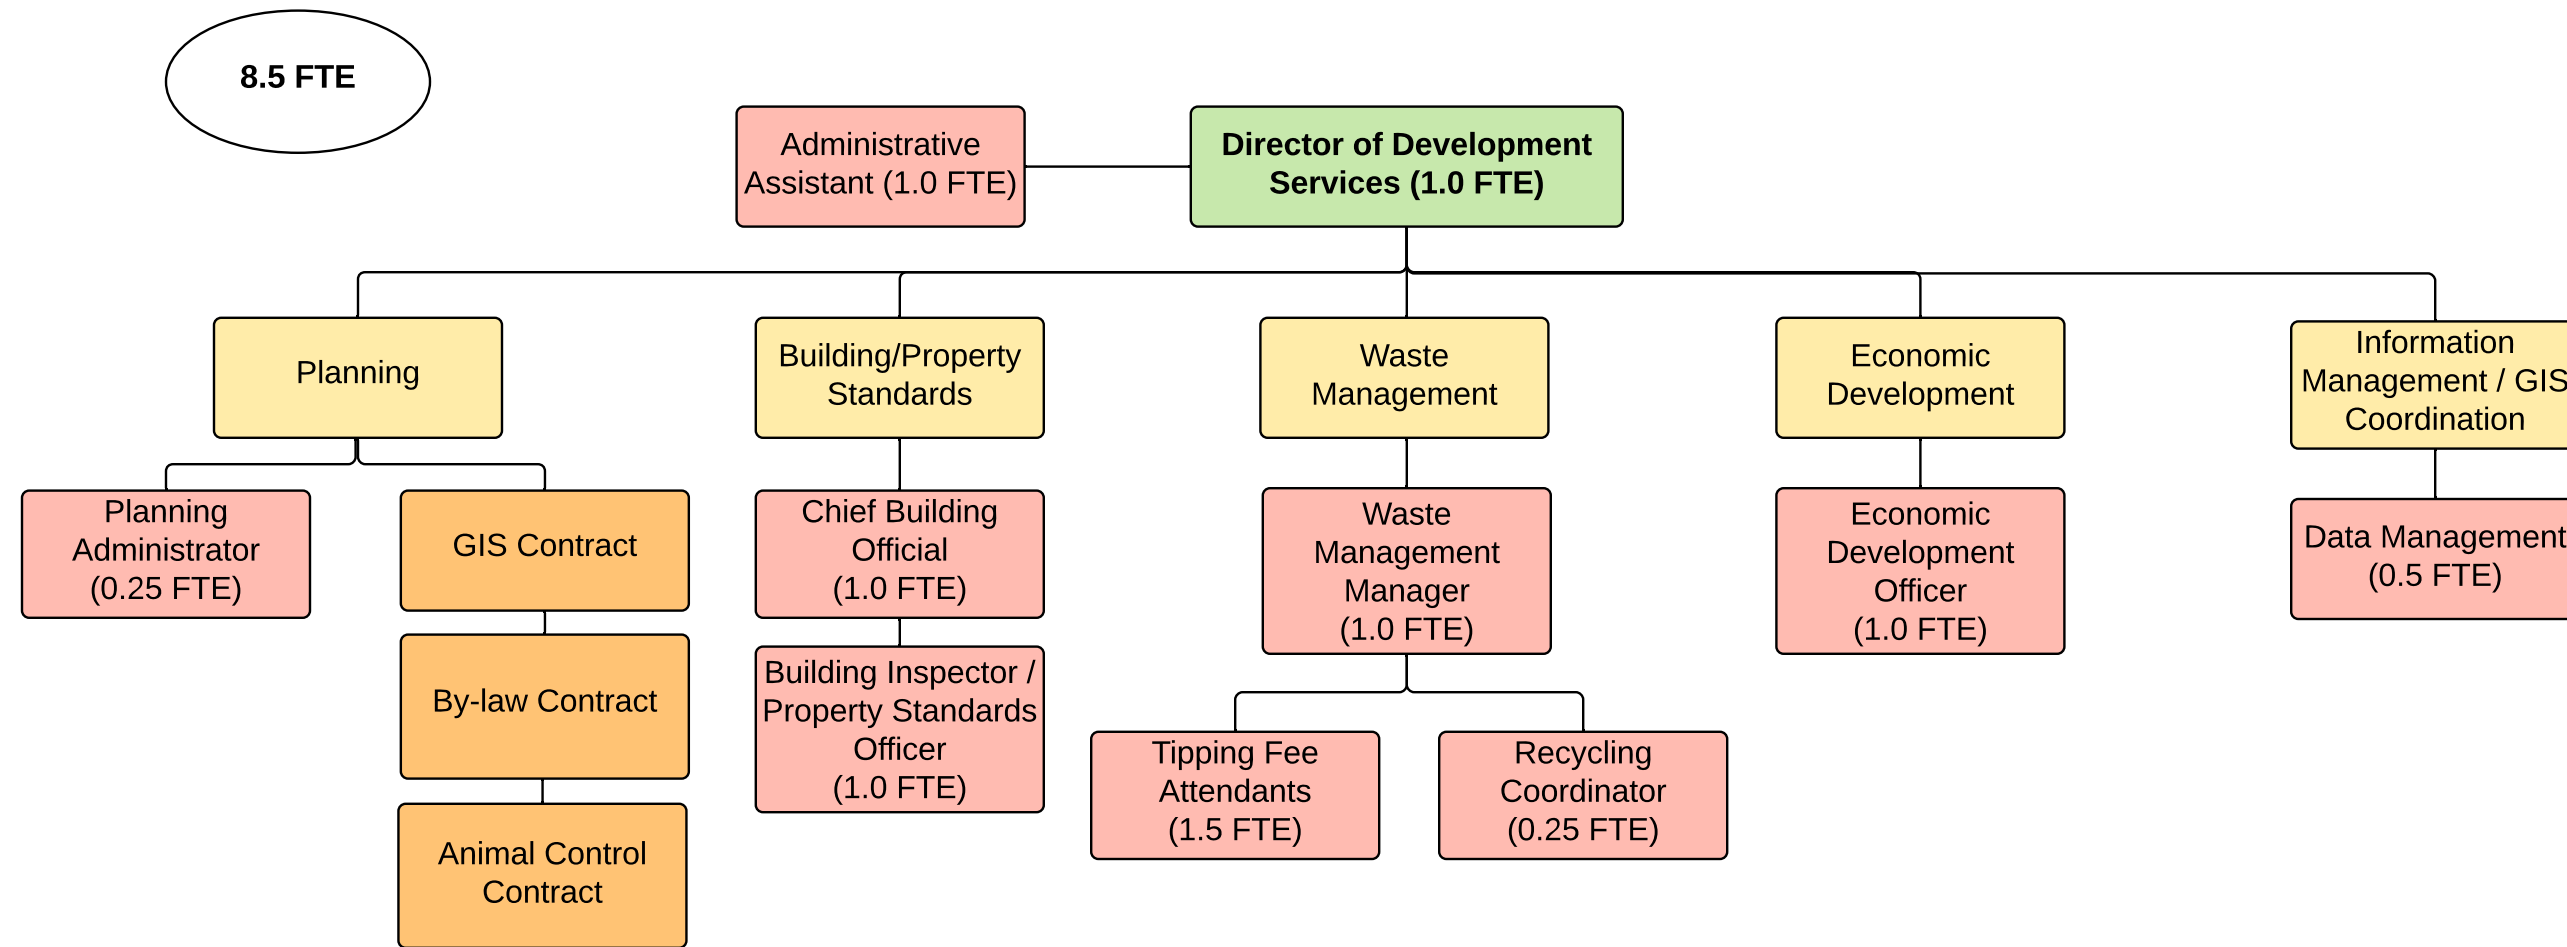 8.5 FTE
Administrative
Assistant (1.0 FTE)
Director of Development
Services (1.0 FTE)
Planning
Building/Property
Standards
Waste
Management
Economic
Development
Information
Management / GIS
Coordination
Planning
Administrator
(0.25 FTE)
GIS Contract
Chief Building
Official
(1.0 FTE)
Waste
Management
Manager
(1.0 FTE)
Economic
Development
Officer
(1.0 FTE)
Data Management
(0.5 FTE)
By-law Contract
Building Inspector /
Property Standards
Officer
(1.0 FTE)
Tipping Fee
Attendants
(1.5 FTE)
Recycling
Coordinator
(0.25 FTE)
Animal Control
Contract